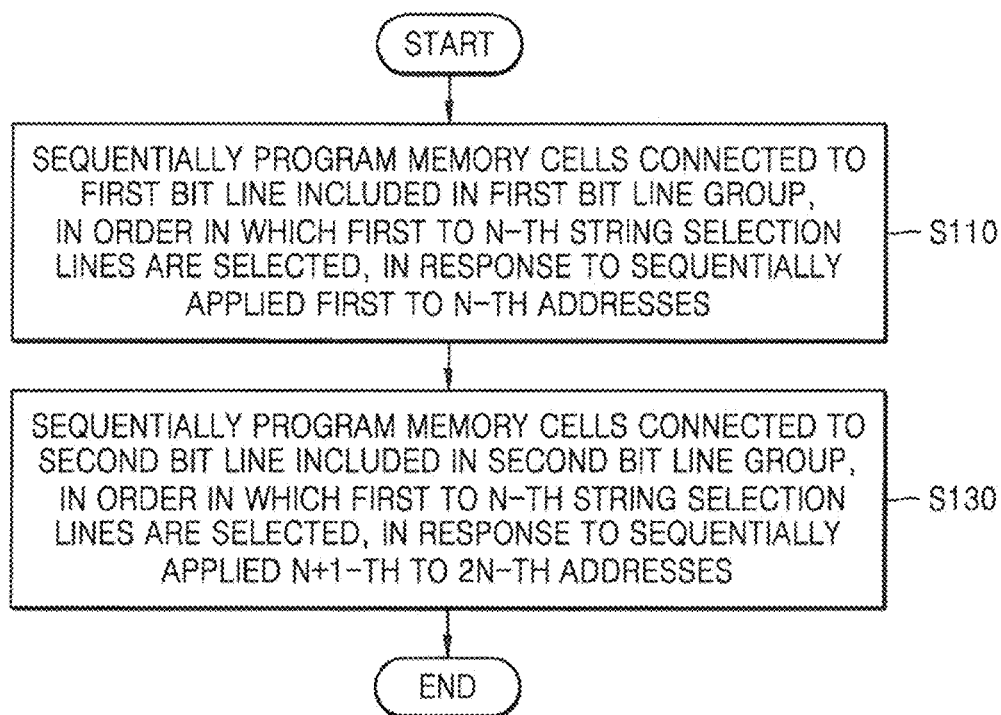 START
SEQUENTIALLY PROGRAM MEMORY CELLS CONNECTED TO
FIRST BIT LINE INCLUDED IN FIRST BIT LINE GROUP,
IN ORDER IN WHICH FIRST TO N-TH STRING SELECTION
LINES ARE SELECTED, IN RESPONSE TO SEQUENTIALLY
APPLIED FIRST TO N-TH ADDRESSES
S110
SEQUENTIALLY PROGRAM MEMORY CELLS CONNECTED TO
SECOND BIT LINE INCLUDED IN SECOND BIT LINE GROUP,
IN ORDER IN WHICH FIRST TO N-TH STRING SELECTION
LINES ARE SELECTED, IN RESPONSE TO SEQUENTIALLY
APPLIED N+1-TH TO 2N-TH ADDRESSES
S130
END